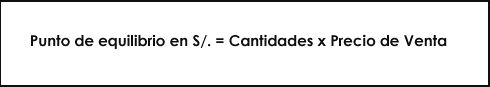 Punto de equilibrio en S/. = Cantidades x Precio de Venta